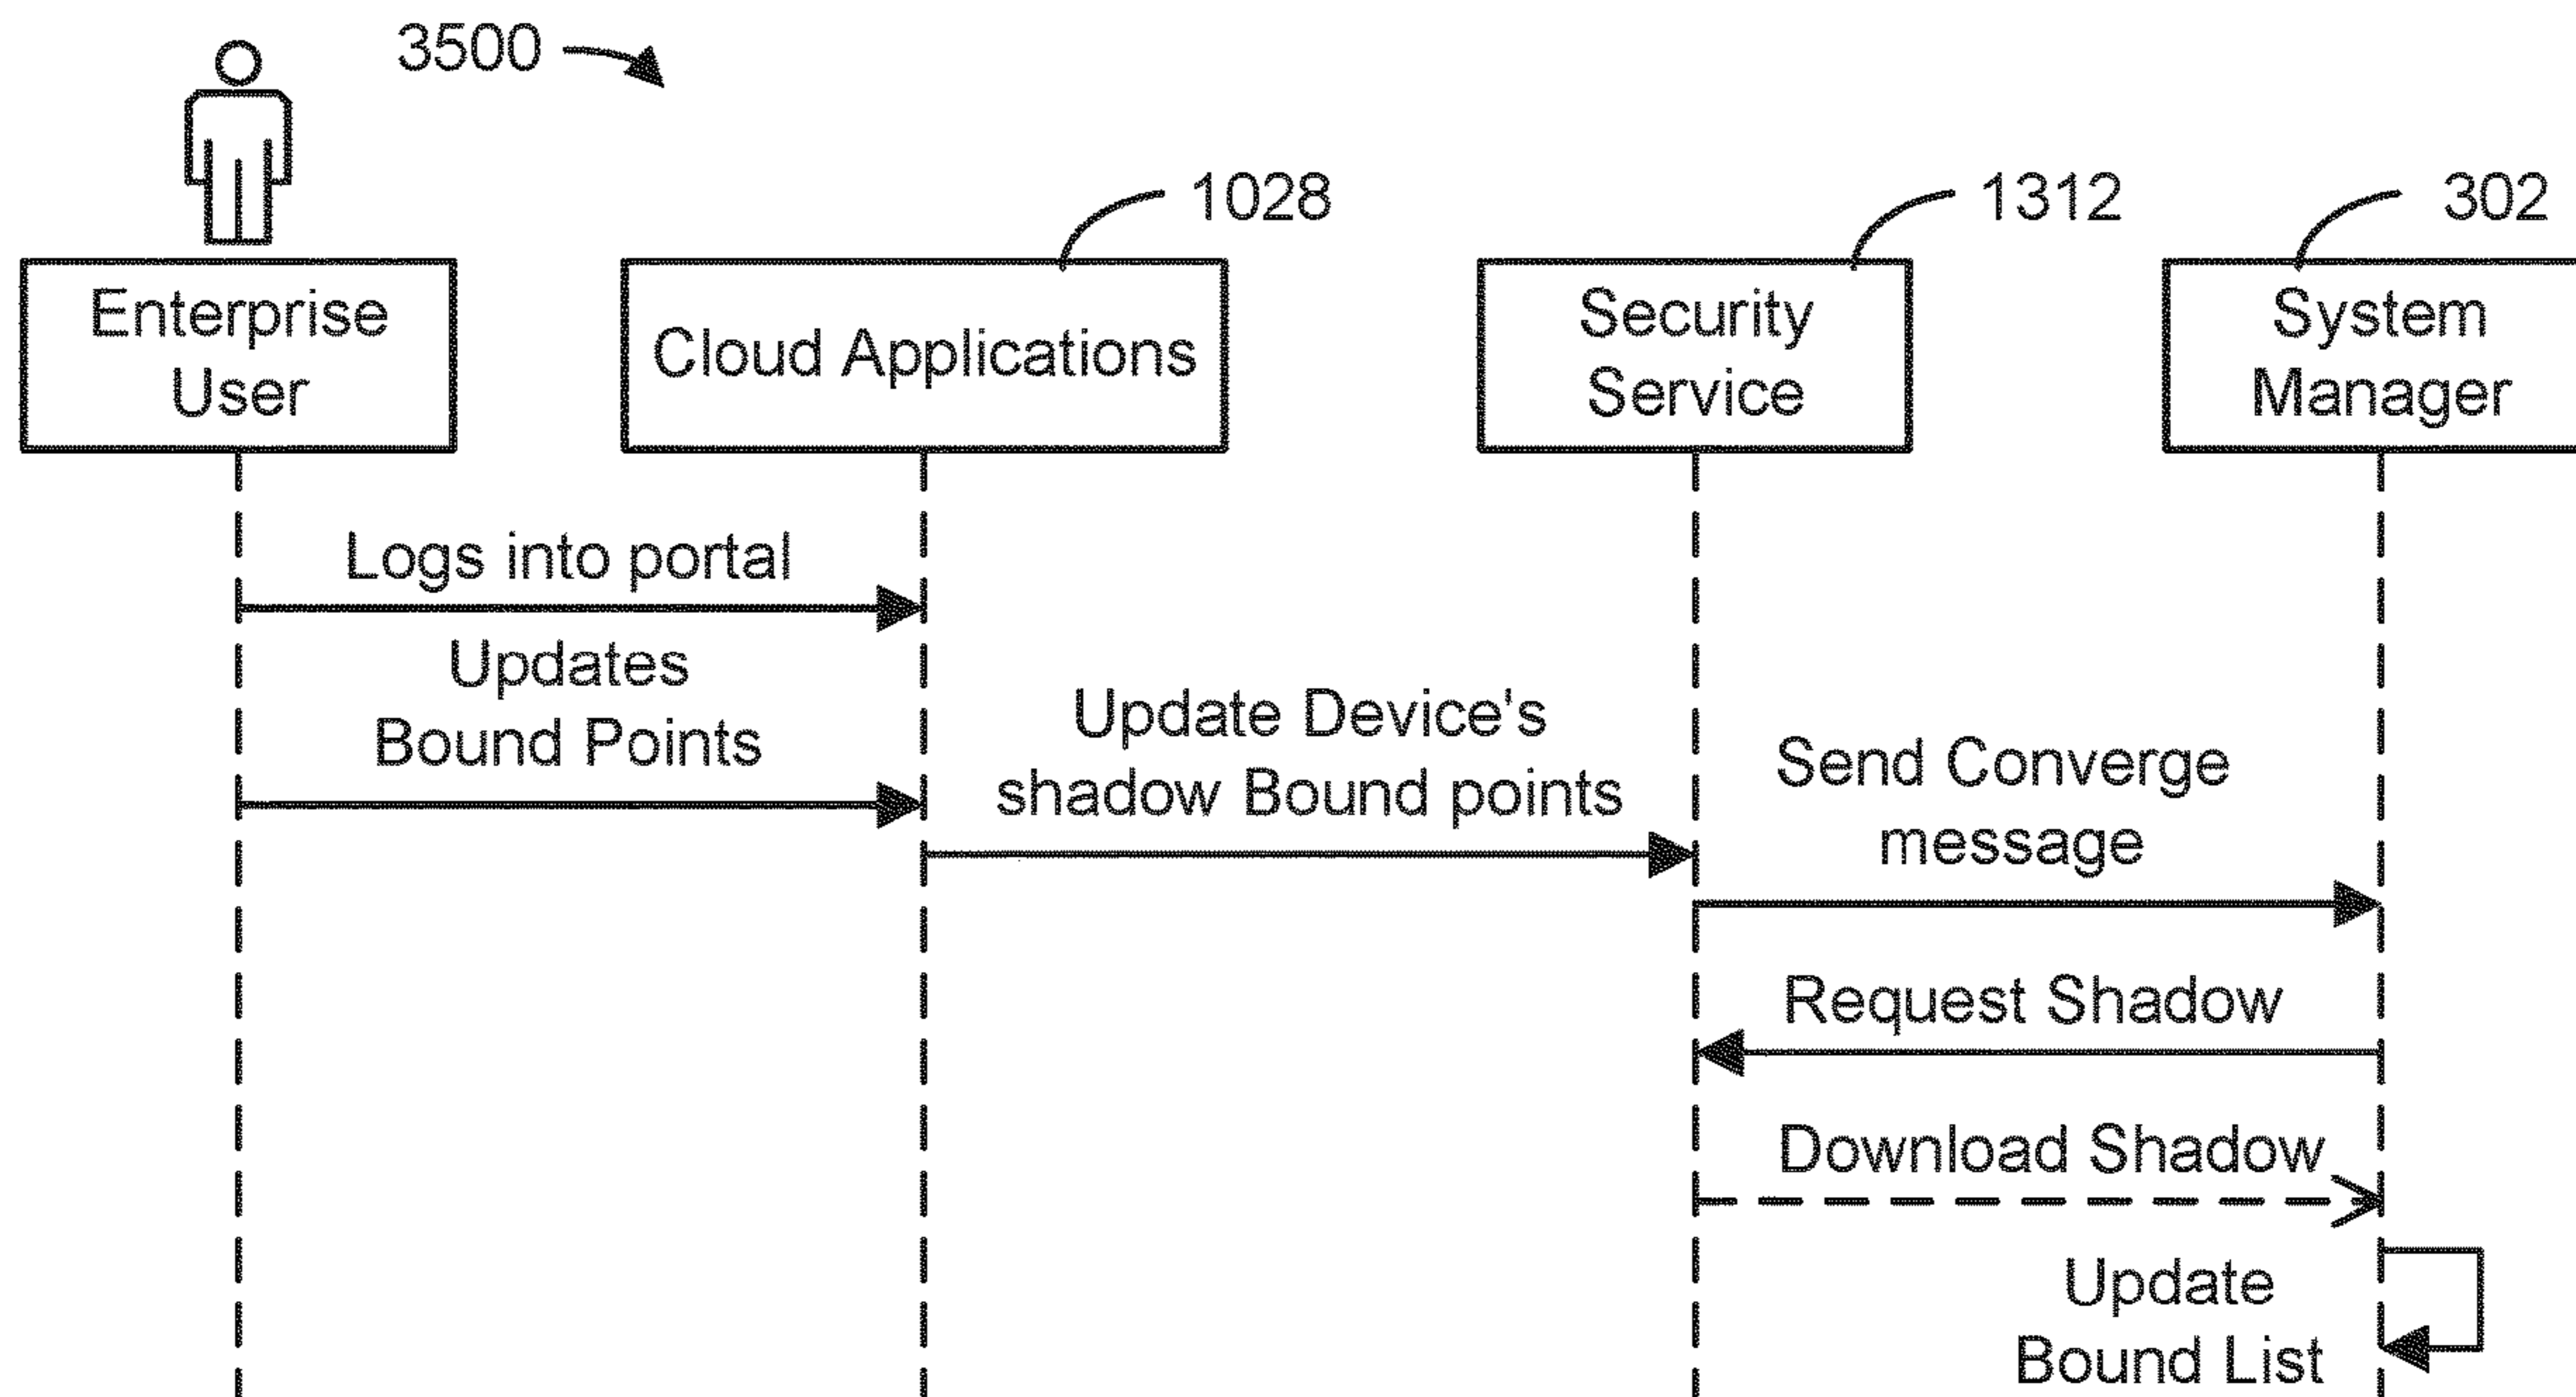 3500
1028
1312
302
Enterprise
User
Cloud Applications
Security
Service
System
Manager
Logs into portal
Updates
Bound Points
Update Device's
shadow Bound points
Send Converge
message
Request Shadow
Download Shadow
Update
Bound List